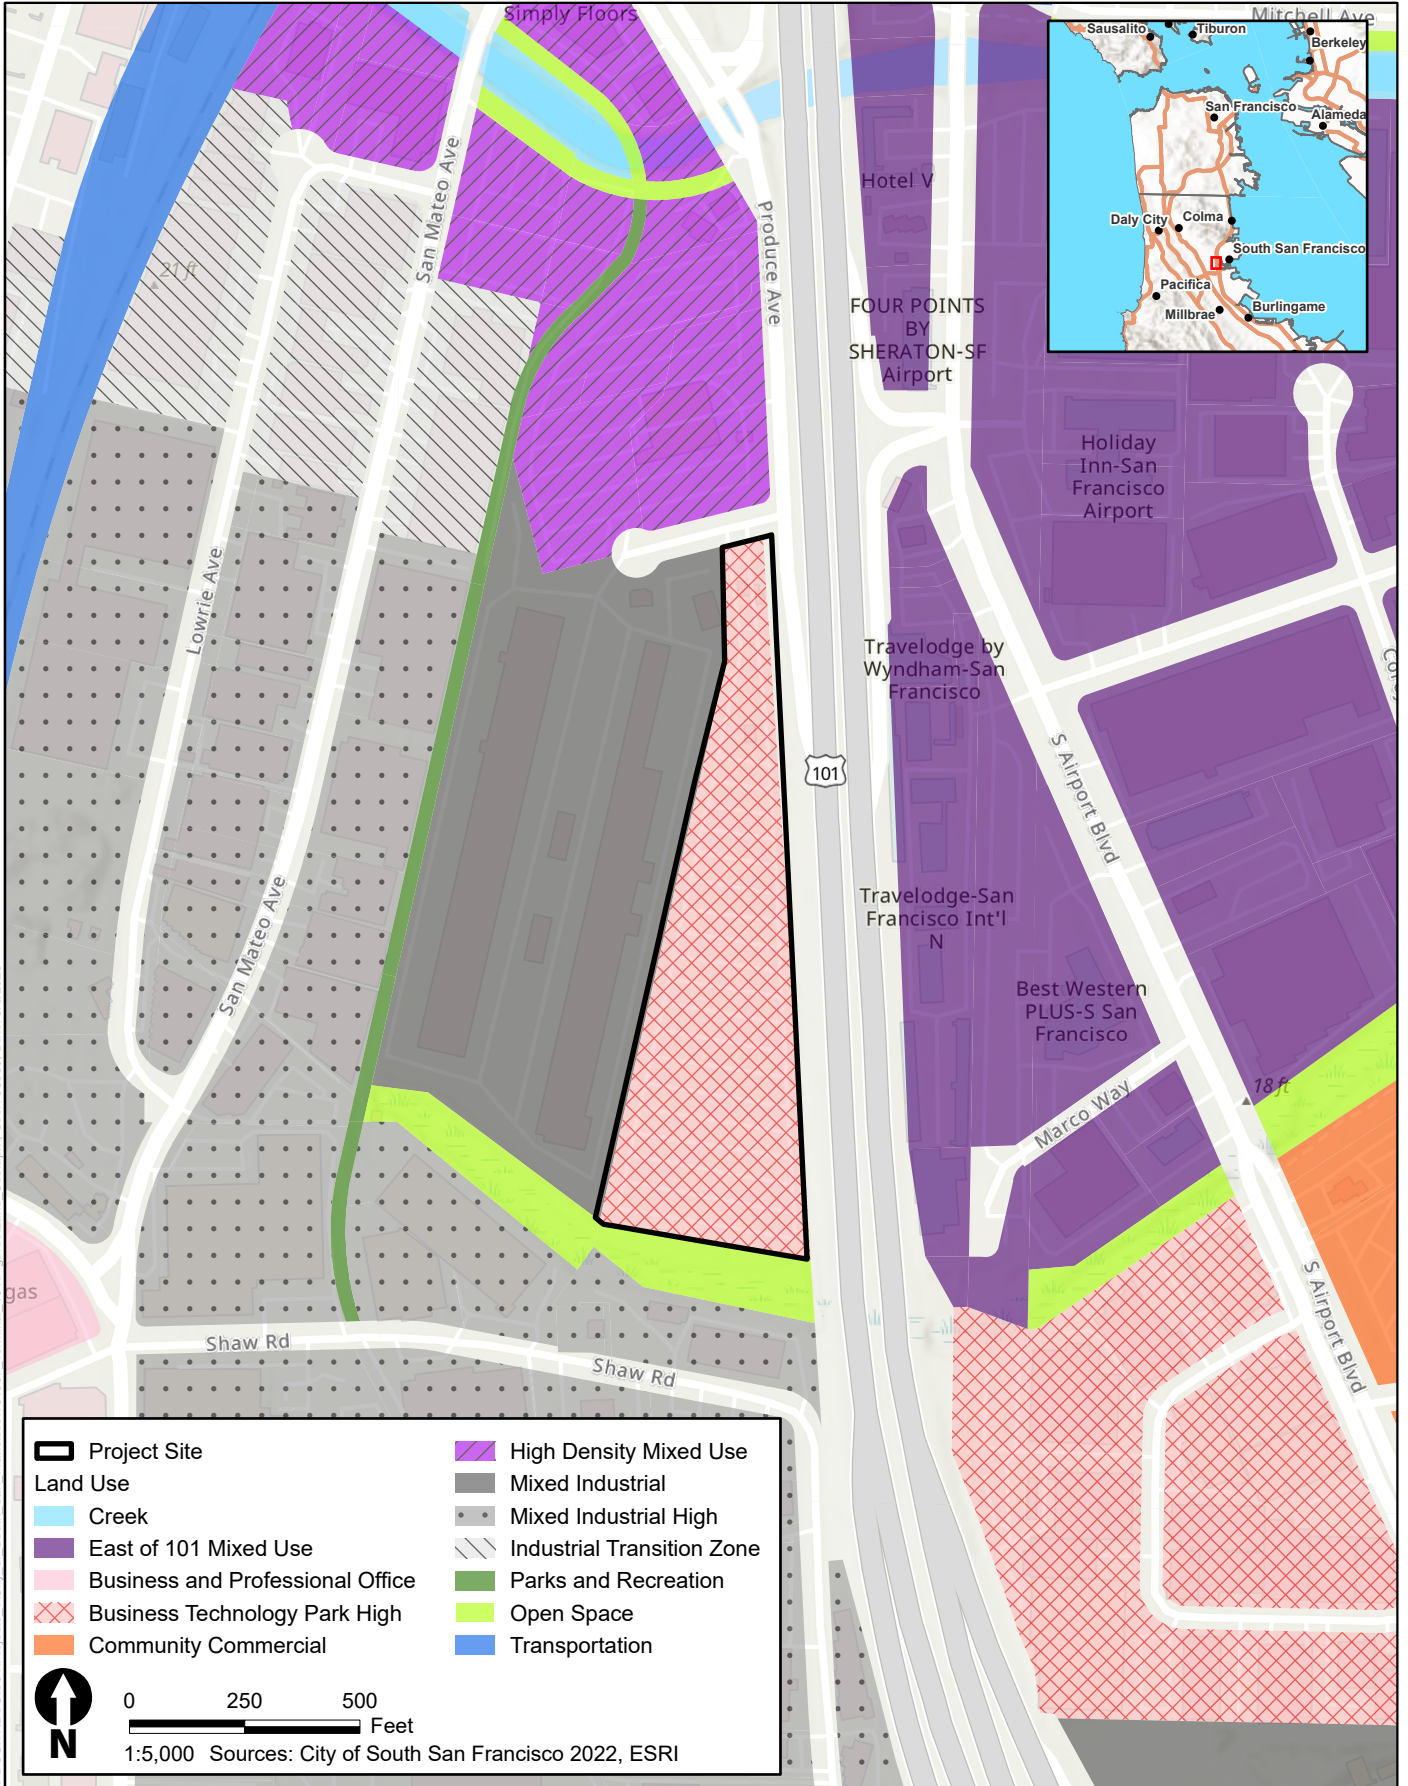 Simply Floors
Mitchell Ave
Sausalito
Tiburon
Berkeley
San Francisco
Alameda
Daly City
Colma
South San Francisco
Pacifica
Millbrae
Burlingame
San Mateo Ave
Produce Ave
Hotel V
21 ft
FOUR POINTS
BY
SHERATON-SF
Airport
Holiday
Inn-San
Francisco
Airport
Lowrie Ave
Travelodge by
Wyndham-San
Francisco
101
S Airport Blvd
San Mateo Ave
Travelodge-San
Francisco Int'l
N
Best Western
PLUS-S San
Francisco
18 ft
Marco Way
gas
S Airport Blvd
Shaw Rd
Shaw Rd
Project Site
Land Use
Creek
East of 101 Mixed Use
Business and Professional Office
Business Technology Park High
Community Commercial
High Density Mixed Use
Mixed Industrial
Mixed Industrial High
Industrial Transition Zone
Parks and Recreation
Open Space
Transportation
N
0 250 500
Feet
1:5,000 Sources: City of South San Francisco 2022, ESRI